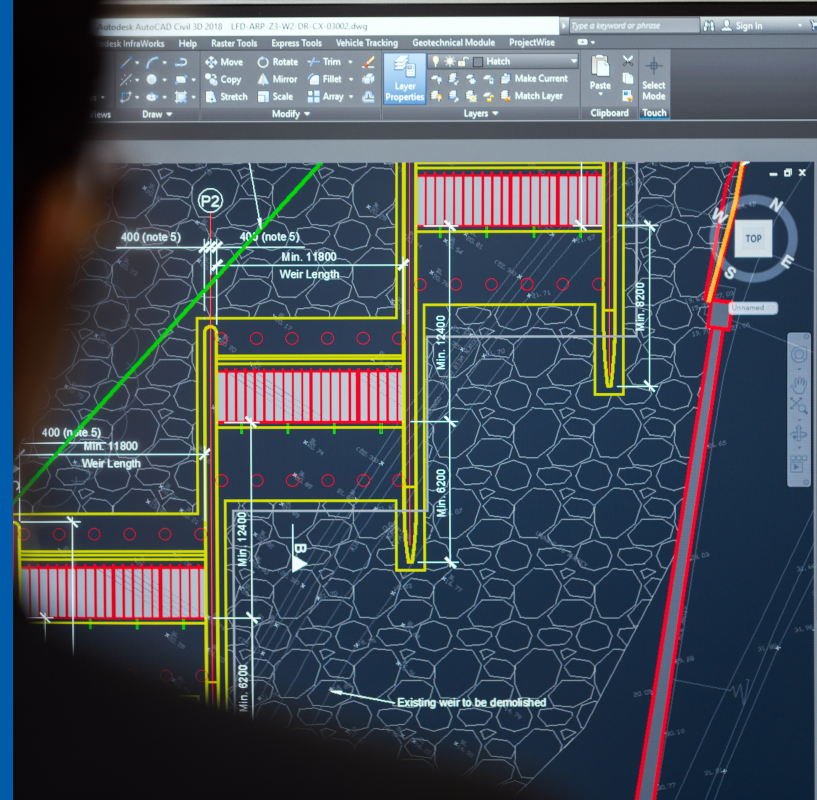 Autodesk AutoCAD Civil 3D 2018 LFD-ARP-Z3-W2-DR-CX-03002.dwg
Type a keyword or phrase
Sign In
desk InfraWorks Help Raster Tools Express Tools Vehicle Tracking Geotechnical Module ProjectWise
Move Rotate Trim
Copy Mirror Fillet
Stretch Scale Array
Layer Properties
Hatch
Make Current
Match Layer
Paste
Select Mode
iews Draw Modify Layers Clipboard Touch
P2
400 (note 5) 400 (note 5)
Min. 11800
Weir Length
N
W
TOP
S
E
Unnamed
Min. 8200
Min. 12400
400 (note 5)
Min. 11800
Weir Length
Min. 6200
Min. 12400
B
Min. 6200
Existing weir to be demolished